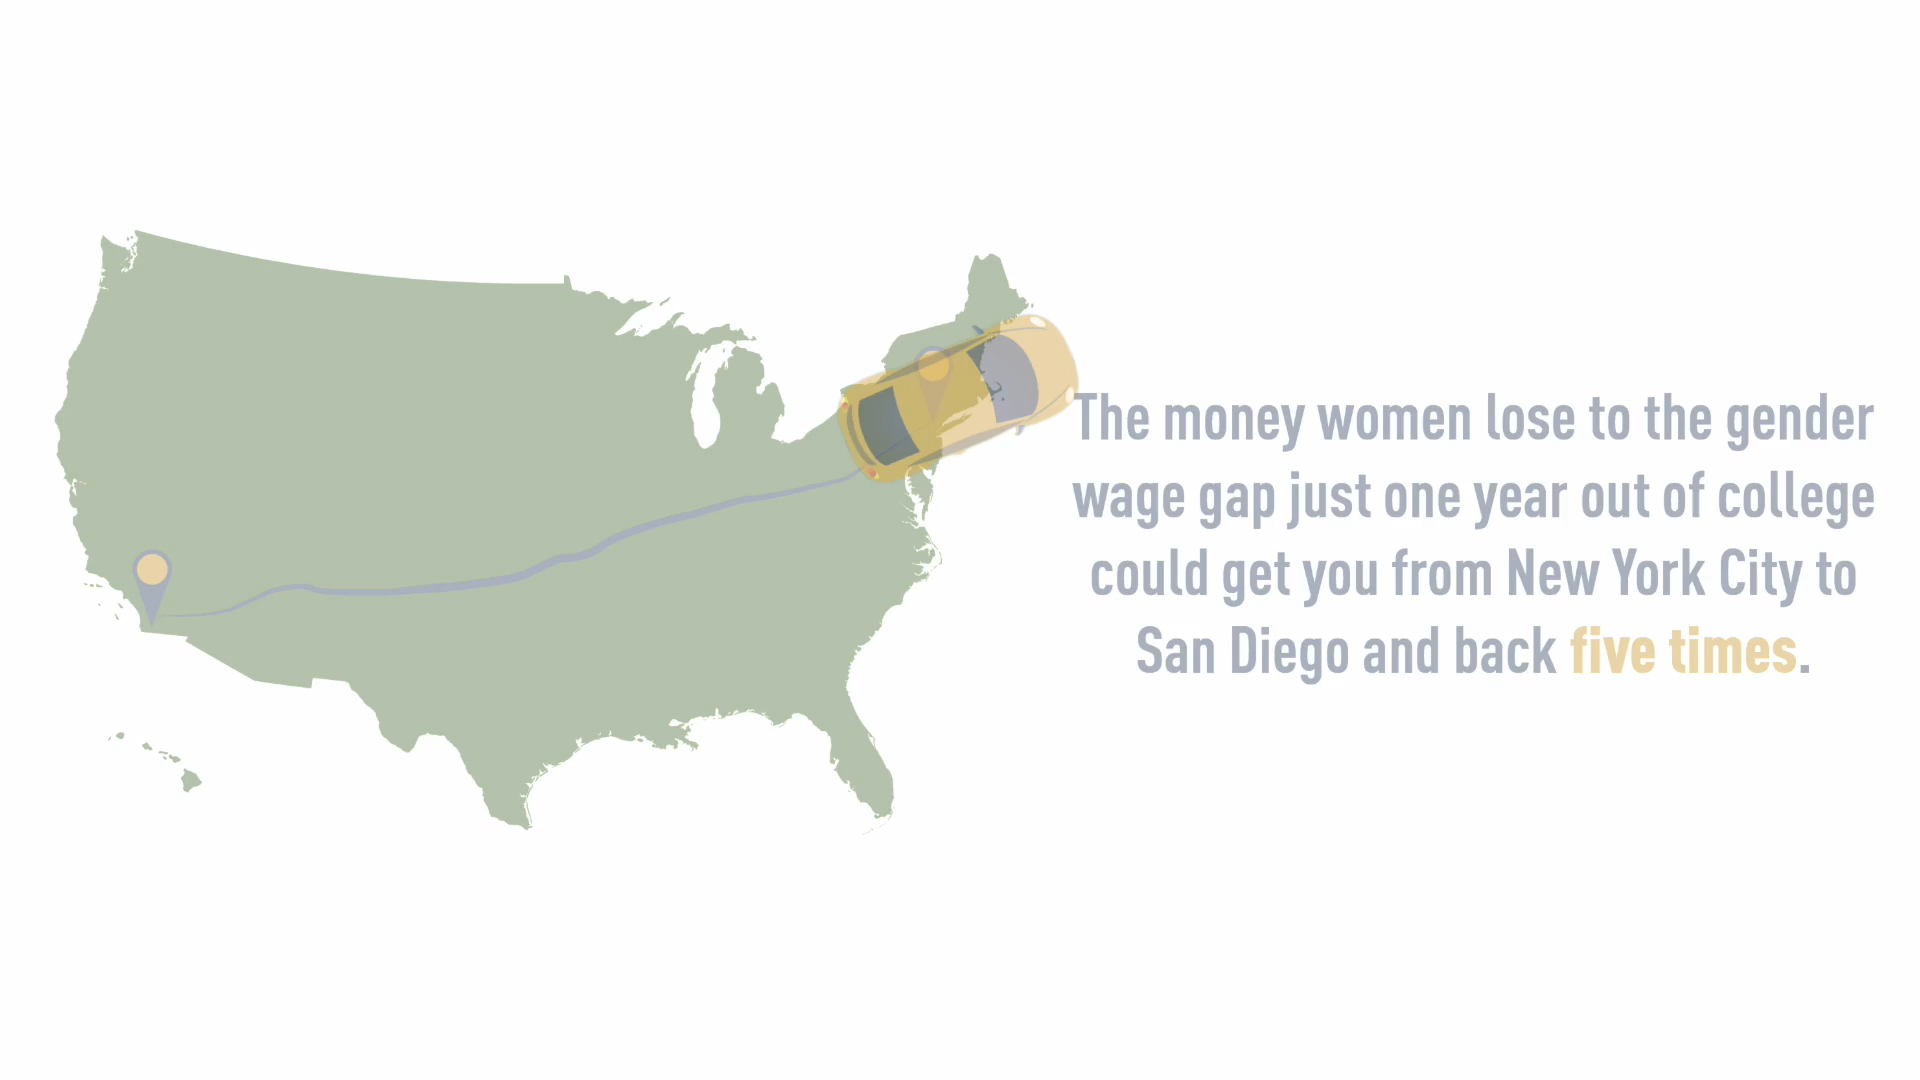 The money women lose to the gender
wage gap just one year out of college
could get you from New York City to
San Diego and back five times.